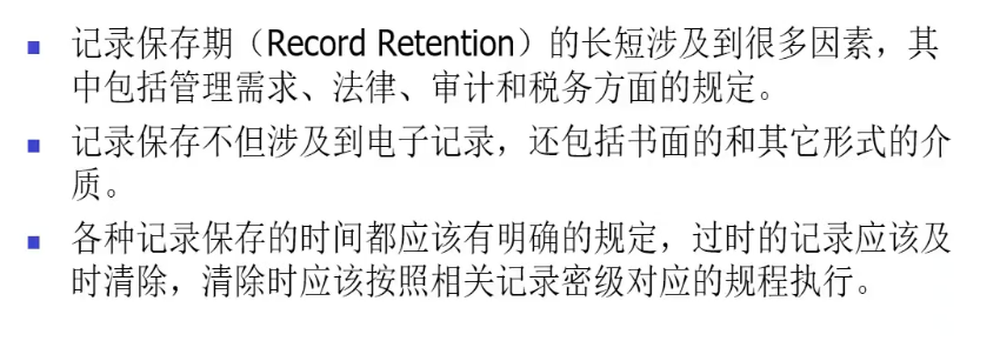 ■ 记录保存期（Record Retention）的长短涉及到很多因素，其
中包括管理需求、法律、审计和税务方面的规定。
■ 记录保存不但涉及到电子记录，还包括书面的和其它形式的介
质。
■ 各种记录保存的时间都应该有明确的规定，过时的记录应该及
时清除，清除时应该按照相关记录密级对应的规程执行。